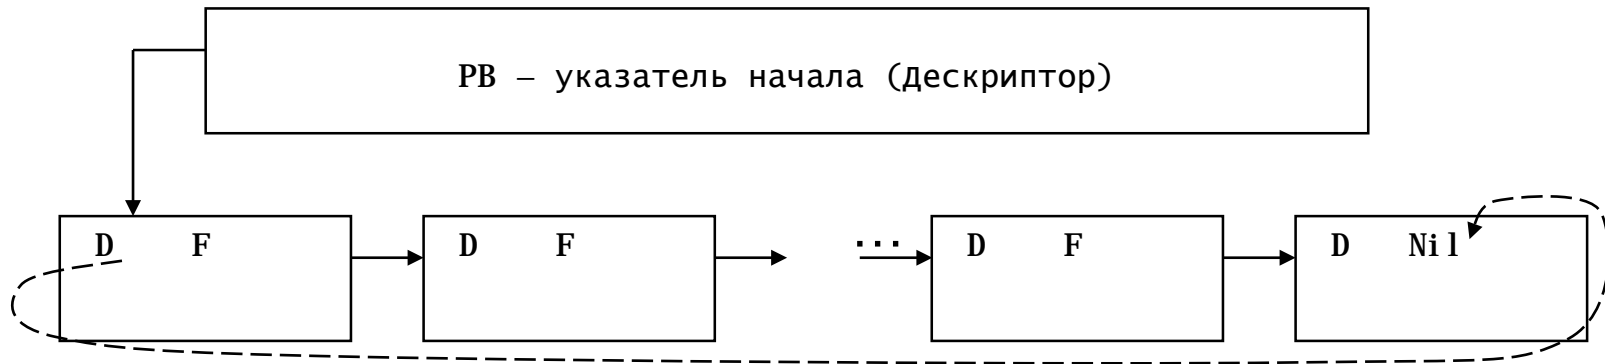 PB – указатель начала (Дескриптор)
D F D F ... D F D Nil